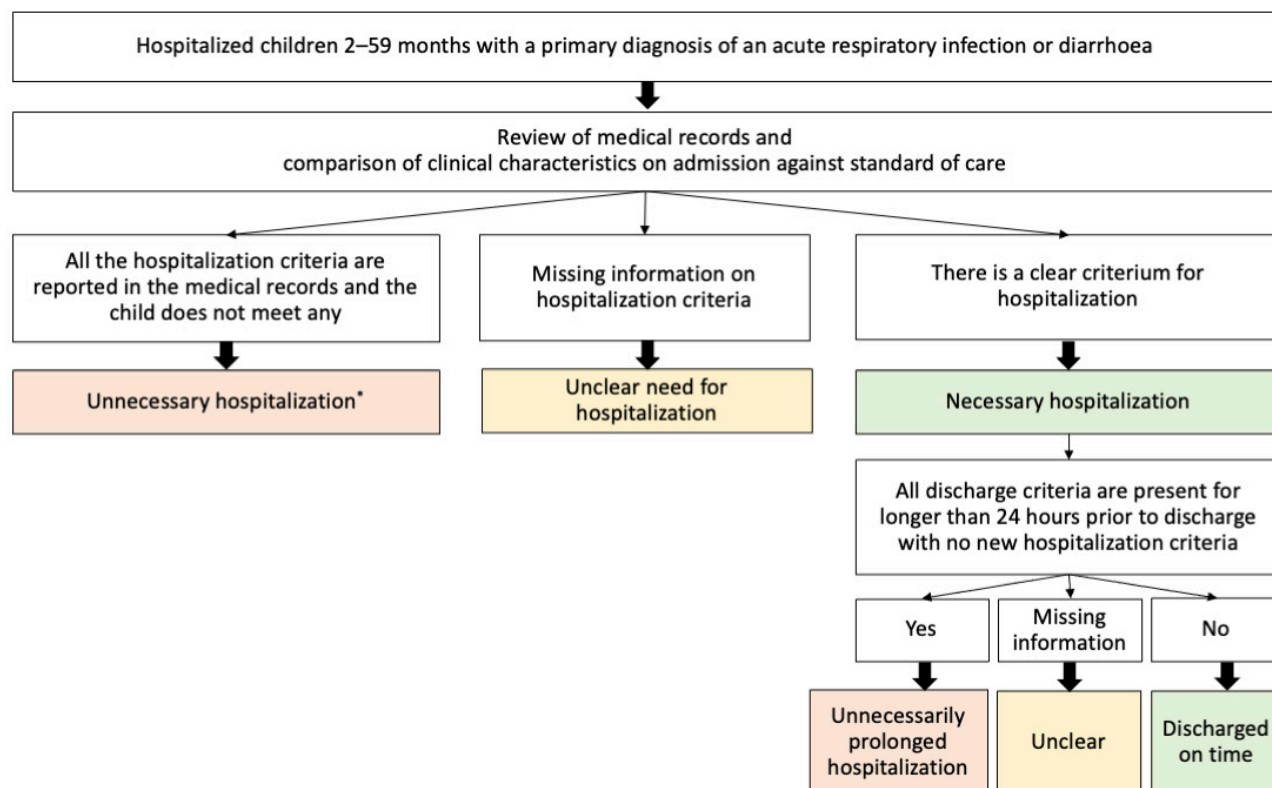 Hospitalized children 2–59 months with a primary diagnosis of an acute respiratory infection or diarrhoea
Review of medical records and
comparison of clinical characteristics on admission against standard of care
All the hospitalization criteria are
reported in the medical records and the
child does not meet any
Missing information on
hospitalization criteria
There is a clear criterium for
hospitalization
Unnecessary hospitalization*
Unclear need for
hospitalization
Necessary hospitalization
All discharge criteria are present for
longer than 24 hours prior to discharge
with no new hospitalization criteria
Yes
Missing
information
No
Unnecessarily
prolonged
hospitalization
Unclear
Discharged
on time